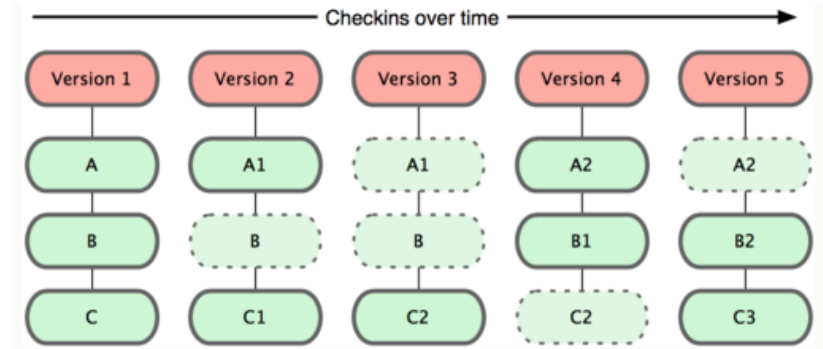 Checkins over time
Version 1 Version 2 Version 3 Version 4 Version 5
A A1 A1 A2 A2
B B B B1 B2
C C1 C2 C2 C3